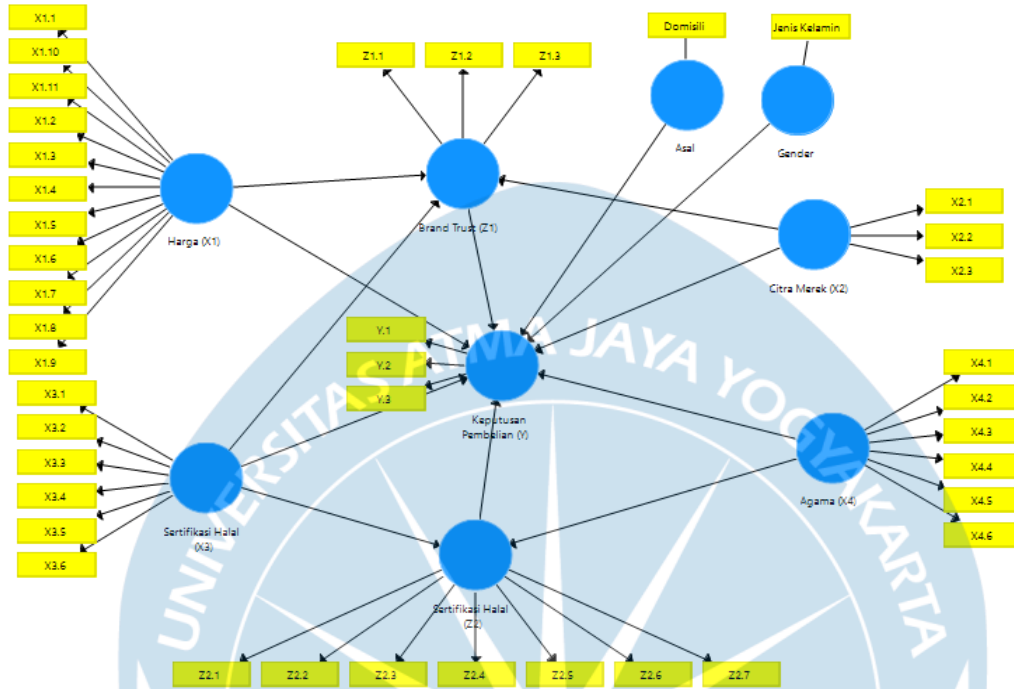 X1.1
X1.10
X1.11
X1.2
X1.3
X1.4
X1.5
X1.6
X1.7
X1.8
X1.9
Harga (X1)
Z1.1
Z1.2
Z1.3
Brand Trust (Z1)
Domisili
Asal
Jenis Kelamin
Gender
X2.1
X2.2
X2.3
Citra Merek (X2)
Y.1
Y.2
Y.3
Keputusan
Pembelian (Y)
X3.1
X3.2
X3.3
X3.4
X3.5
X3.6
Sertifikasi Halal
(X3)
X4.1
X4.2
X4.3
X4.4
X4.5
X4.6
Agama (X4)
Sertifikasi Halal
(Z2)
Z2.1
Z2.2
Z2.3
Z2.4
Z2.5
Z2.6
Z2.7
UNIVERSITAS ATMA JAYA YOGYAKARTA